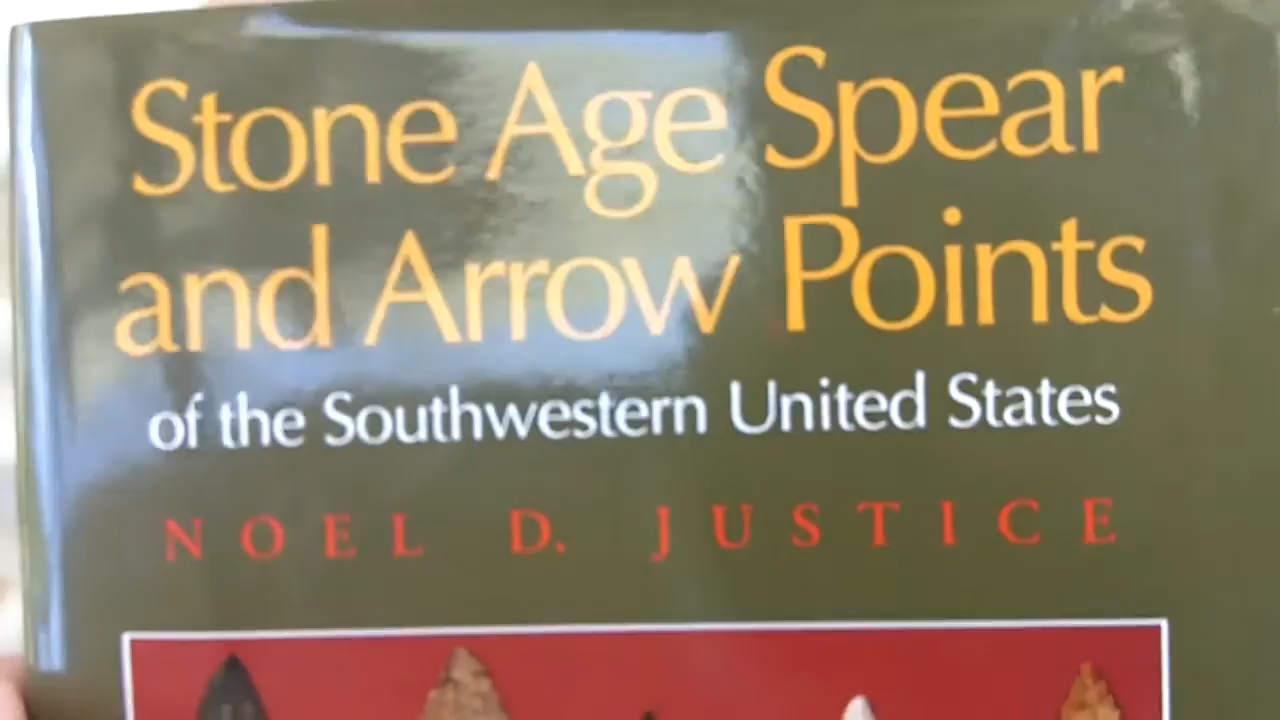 Stone Age Spear
and Arrow Points
of the Southwestern United States
NOEL D. JUSTICE